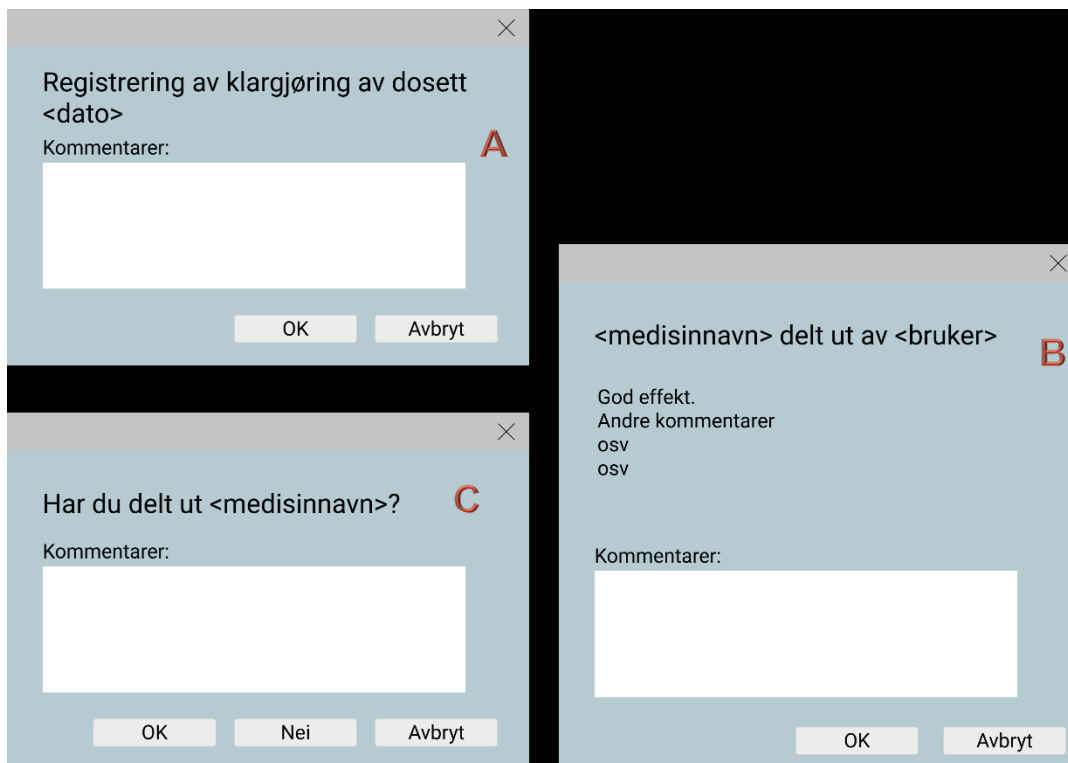 Registrering av klargjøring av dosett
<dato>
Kommentarer:
A
OK
Avbryt
<medisinnavn> delt ut av <bruker>
B
God effekt.
Andre kommentarer
osv
osv
Kommentarer:
OK
Avbryt
Har du delt ut <medisinnavn>?
C
Kommentarer:
OK
Nei
Avbryt